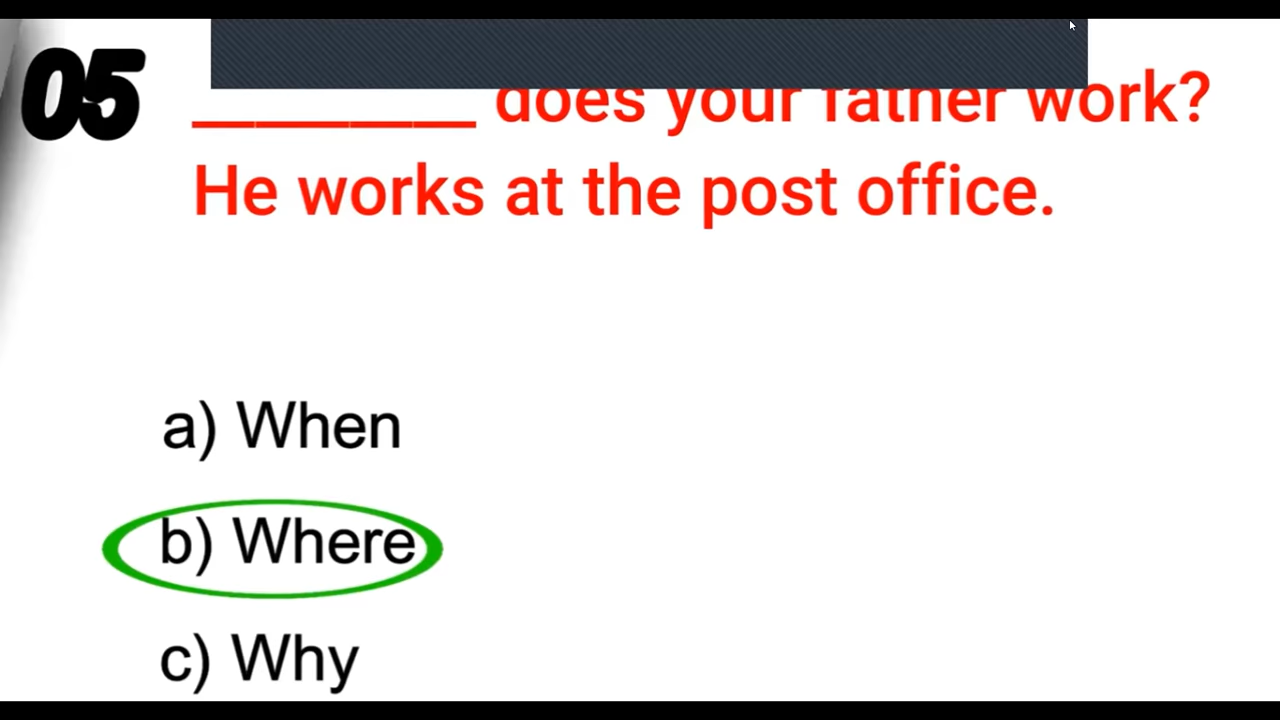 05
_________ does your father work?
He works at the post office.
a) When
b) Where
c) Why